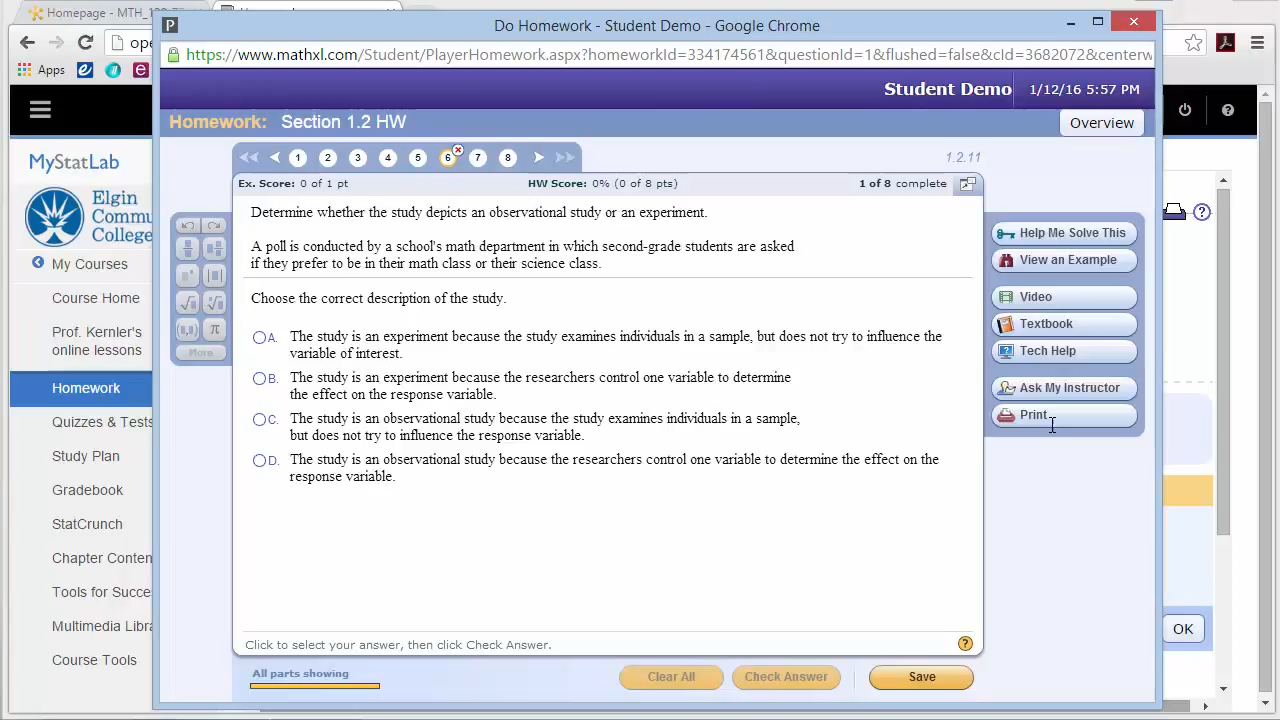 Homepage - MTH_120
Do Homework - Student Demo - Google Chrome
https://www.mathxl.com/Student/PlayerHomework.aspx?homeworkId=334174561&questionId=1&flushed=false&cId=3682072&centerw
ope
Apps
Student Demo 1/12/16 5:57 PM
Homework: Section 1.2 HW
Overview
MyStatLab
1 2 3 4 5 6 7 8
1.2.11
Ex. Score: 0 of 1 pt HW Score: 0% (0 of 8 pts) 1 of 8 complete
Elgin
Commu
College
Determine whether the study depicts an observational study or an experiment.
A poll is conducted by a school's math department in which second-grade students are asked
if they prefer to be in their math class or their science class.
Choose the correct description of the study.
A. The study is an experiment because the study examines individuals in a sample, but does not try to influence the
variable of interest.
B. The study is an experiment because the researchers control one variable to determine
the effect on the response variable.
C. The study is an observational study because the study examines individuals in a sample,
but does not try to influence the response variable.
D. The study is an observational study because the researchers control one variable to determine the effect on the
response variable.
Click to select your answer, then click Check Answer.
All parts showing
Clear All
Check Answer
Save
Help Me Solve This
View an Example
Video
Textbook
Tech Help
Ask My Instructor
Print
More
My Courses
Course Home
Prof. Kernler's
online lessons
Homework
Quizzes & Tests
Study Plan
Gradebook
StatCrunch
Chapter Conten
Tools for Succe
Multimedia Libra
Course Tools
OK